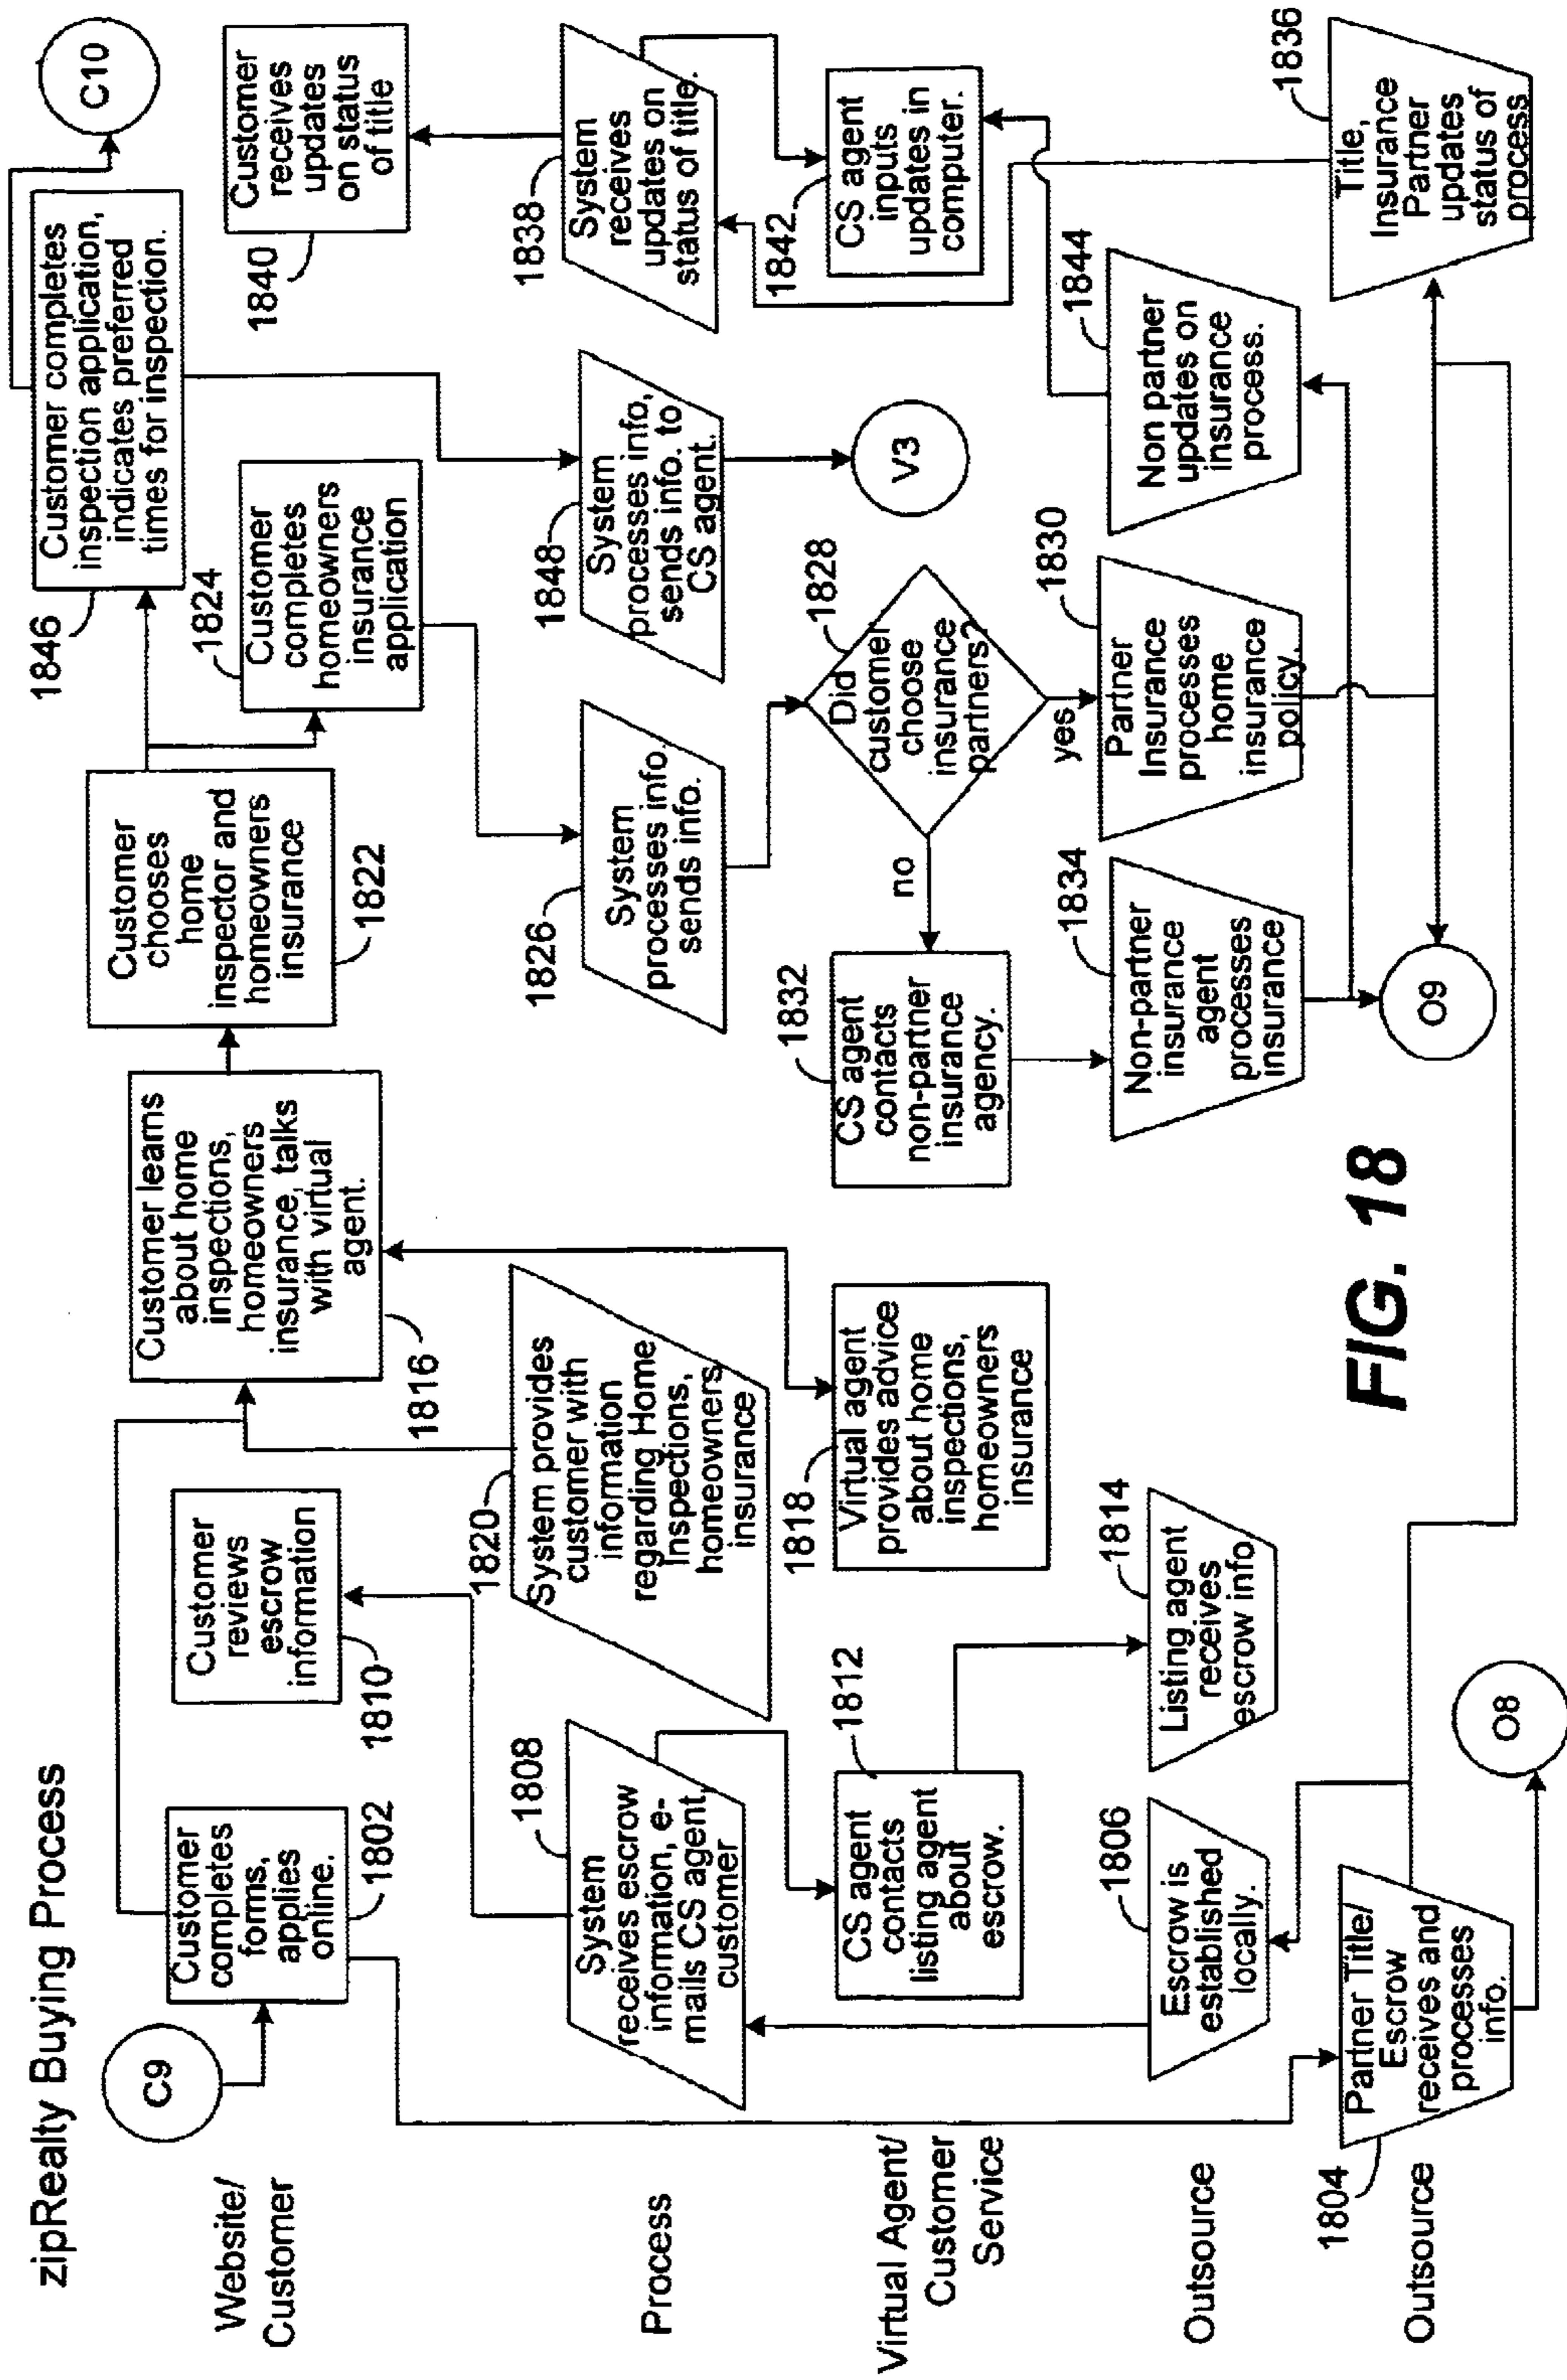 zipRealty Buying Process
Website/
Customer
C9
Customer
completes
forms,
applies
online.
1802
Customer
reviews
escrow
information
1810
Customer learns
about home
inspections,
homeowners
insurance, talks
with virtual
agent.
1816
Customer
chooses
home
inspector and
homeowners
insurance
1822
1846
Customer completes
inspection application,
indicates preferred
times for inspection.
1824
Customer
completes
homeowners
insurance
application
C10
Customer
receives
updates
on status
of title
1840
Process
1808
System
receives escrow
information, e-
mails CS agent,
customer
1820
System provides
customer with
information
regarding Home
Inspections,
homeowners
insurance
1826
System
processes info.
sends info.
1848
System
processes info,
sends info. to
CS agent.
1838
System
receives
updates on
status of title.
Virtual Agent/
Customer
Service
1812
CS agent
contacts
listing agent
about
escrow.
1818
Virtual agent
provides advice
about home
inspections,
homeowners
insurance
1832
CS agent
contacts
non-partner
insurance
agency.
no
1828
Did
customer
choose
insurance
partners?
yes
V3
1842
CS agent
inputs
updates in
computer.
Outsource
1806
Escrow is
established
locally.
1814
Listing agent
receives
escrow info.
1834
Non-partner
insurance
agent
processes
insurance
1830
Partner
Insurance
processes
home
insurance
policy.
1844
Non partner
updates on
insurance
process.
Outsource
1804
Partner Title/
Escrow
receives and
processes
info.
O8
O9
1836
Title,
Insurance
Partner
updates
status of
process.
FIG. 18